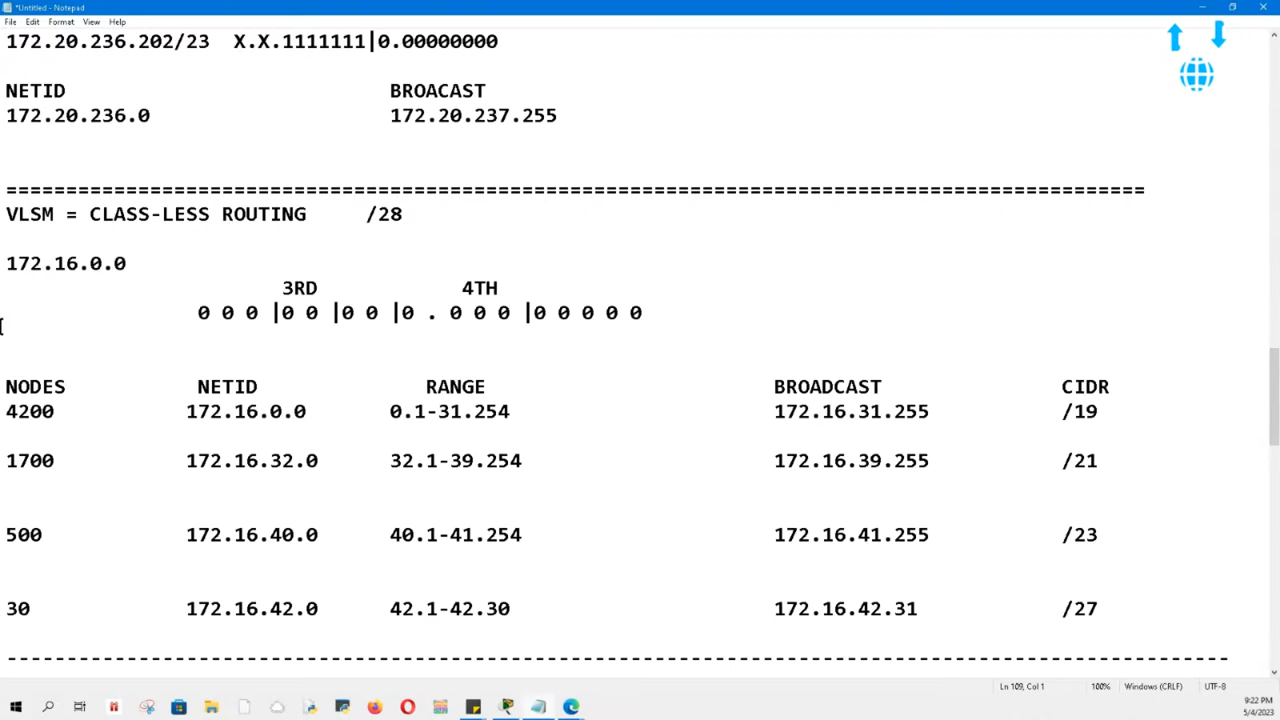 *Untitled - Notepad
File Edit Format View Help
172.20.236.202/23 X.X.1111111|0.00000000
NETID BROACAST
172.20.236.0 172.20.237.255
===============================================================================================
VLSM = CLASS-LESS ROUTING /28
172.16.0.0
3RD 4TH
0 0 0 |0 0 |0 0 |0 . 0 0 0 |0 0 0 0 0
NODES NETID RANGE BROADCAST CIDR
4200 172.16.0.0 0.1-31.254 172.16.31.255 /19
1700 172.16.32.0 32.1-39.254 172.16.39.255 /21
500 172.16.40.0 40.1-41.254 172.16.41.255 /23
30 172.16.42.0 42.1-42.30 172.16.42.31 /27
------------------------------------------------------------------------------------------------------
Ln 109, Col 1 100% Windows (CRLF) UTF-8
9:22 PM
5/4/2023